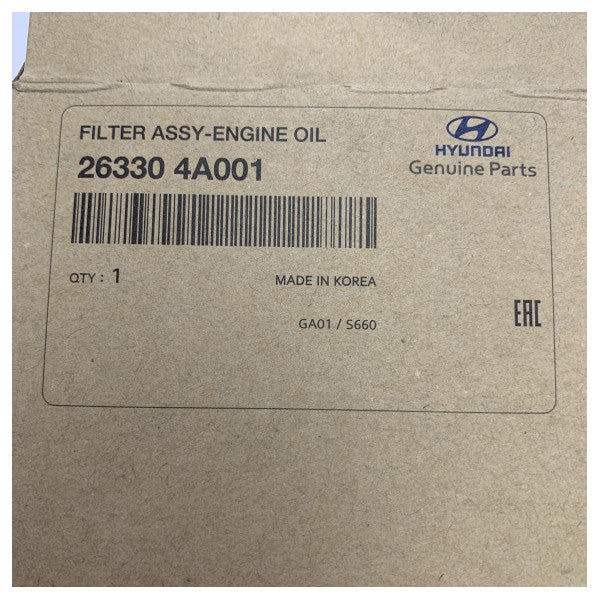 FILTER ASSY-ENGINE OIL
26330 4A001
HYUNDAI
Genuine Parts
QTY : 1
MADE IN KOREA
GA01 / S660
EAC